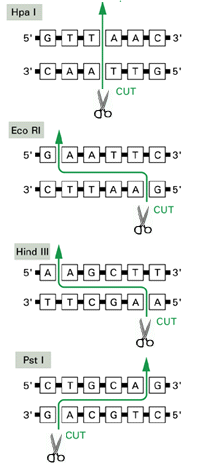 Hpa I
5' G T T A A C 3'
3' C A A T T G 5'
CUT
Eco RI
5' G A A T T C 3'
3' C T T A A G 5'
CUT
Hind III
5' A A G C T T 3'
3' T T C G A A 5'
CUT
Pst I
5' C T G C A G 3'
3' G A C G T C 5'
CUT